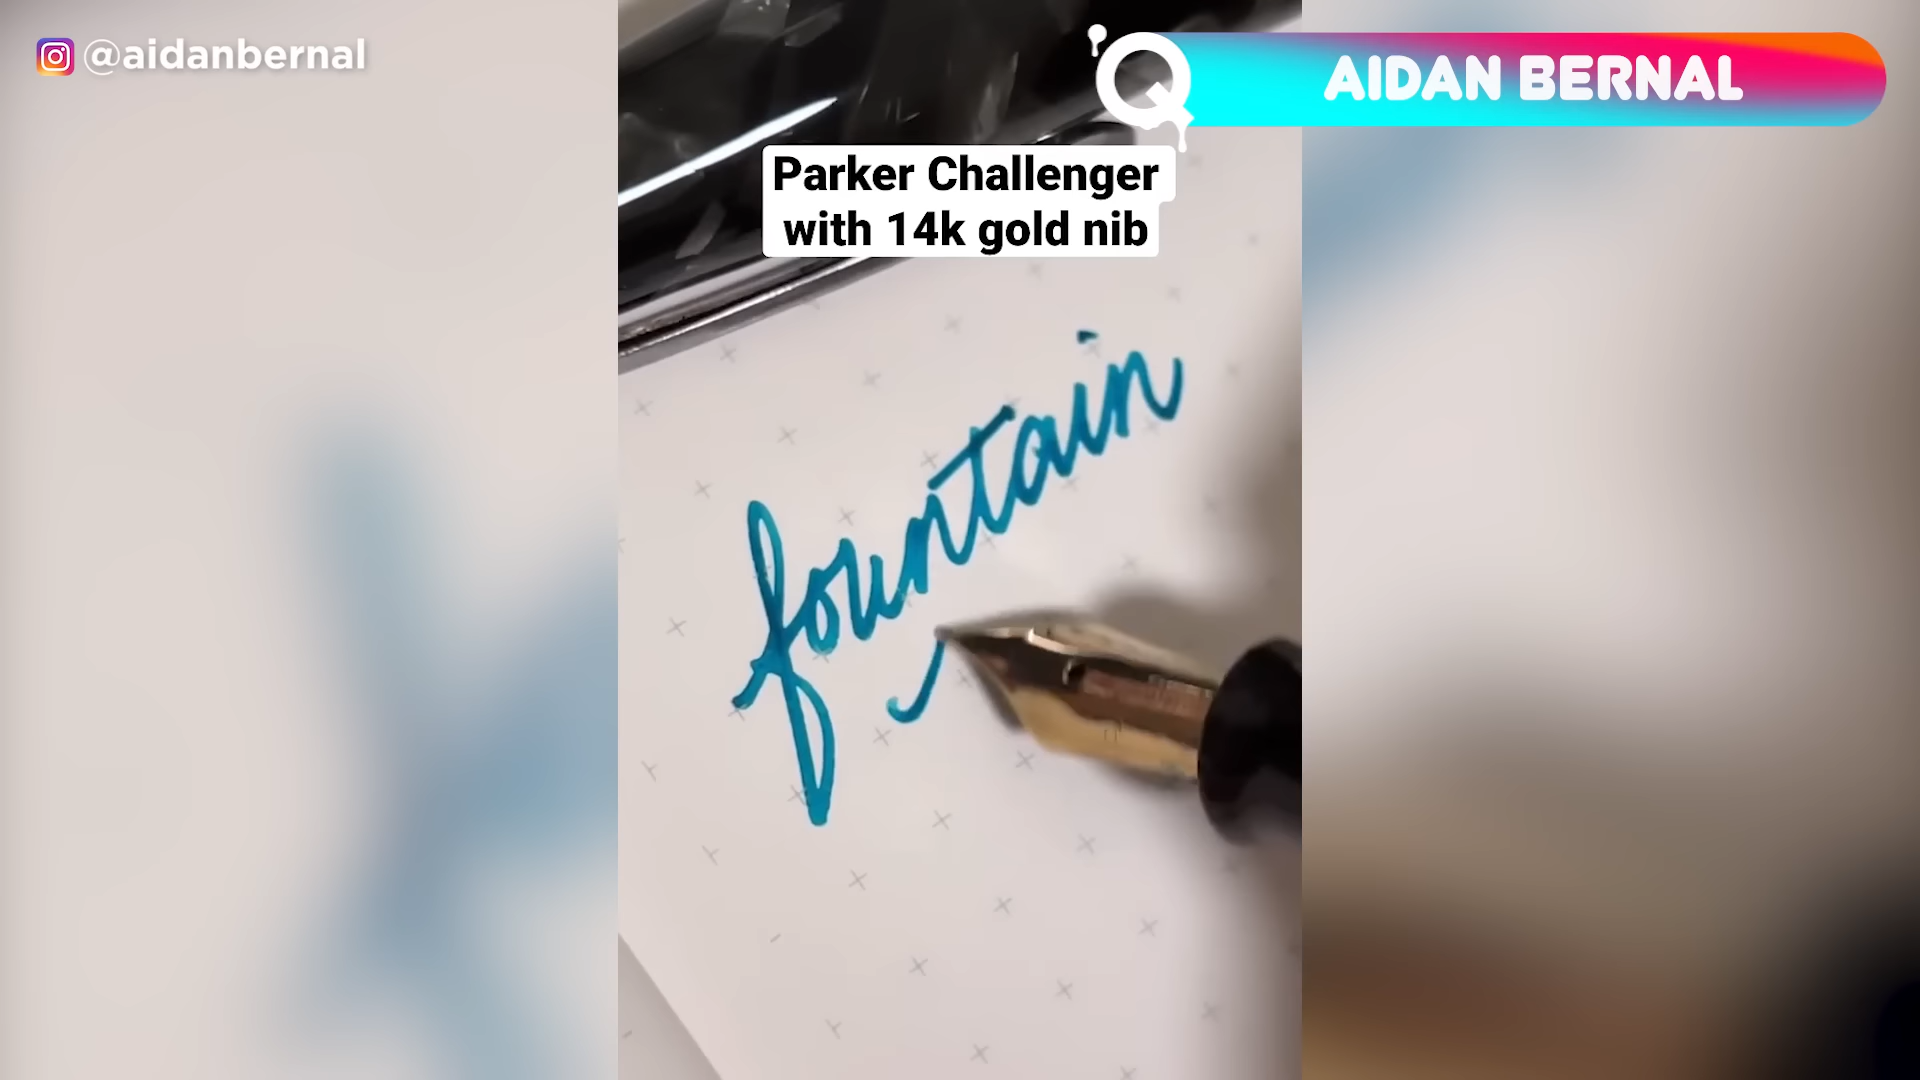 @aidanbernal
AIDAN BERNAL
Parker Challenger
with 14k gold nib
fountain